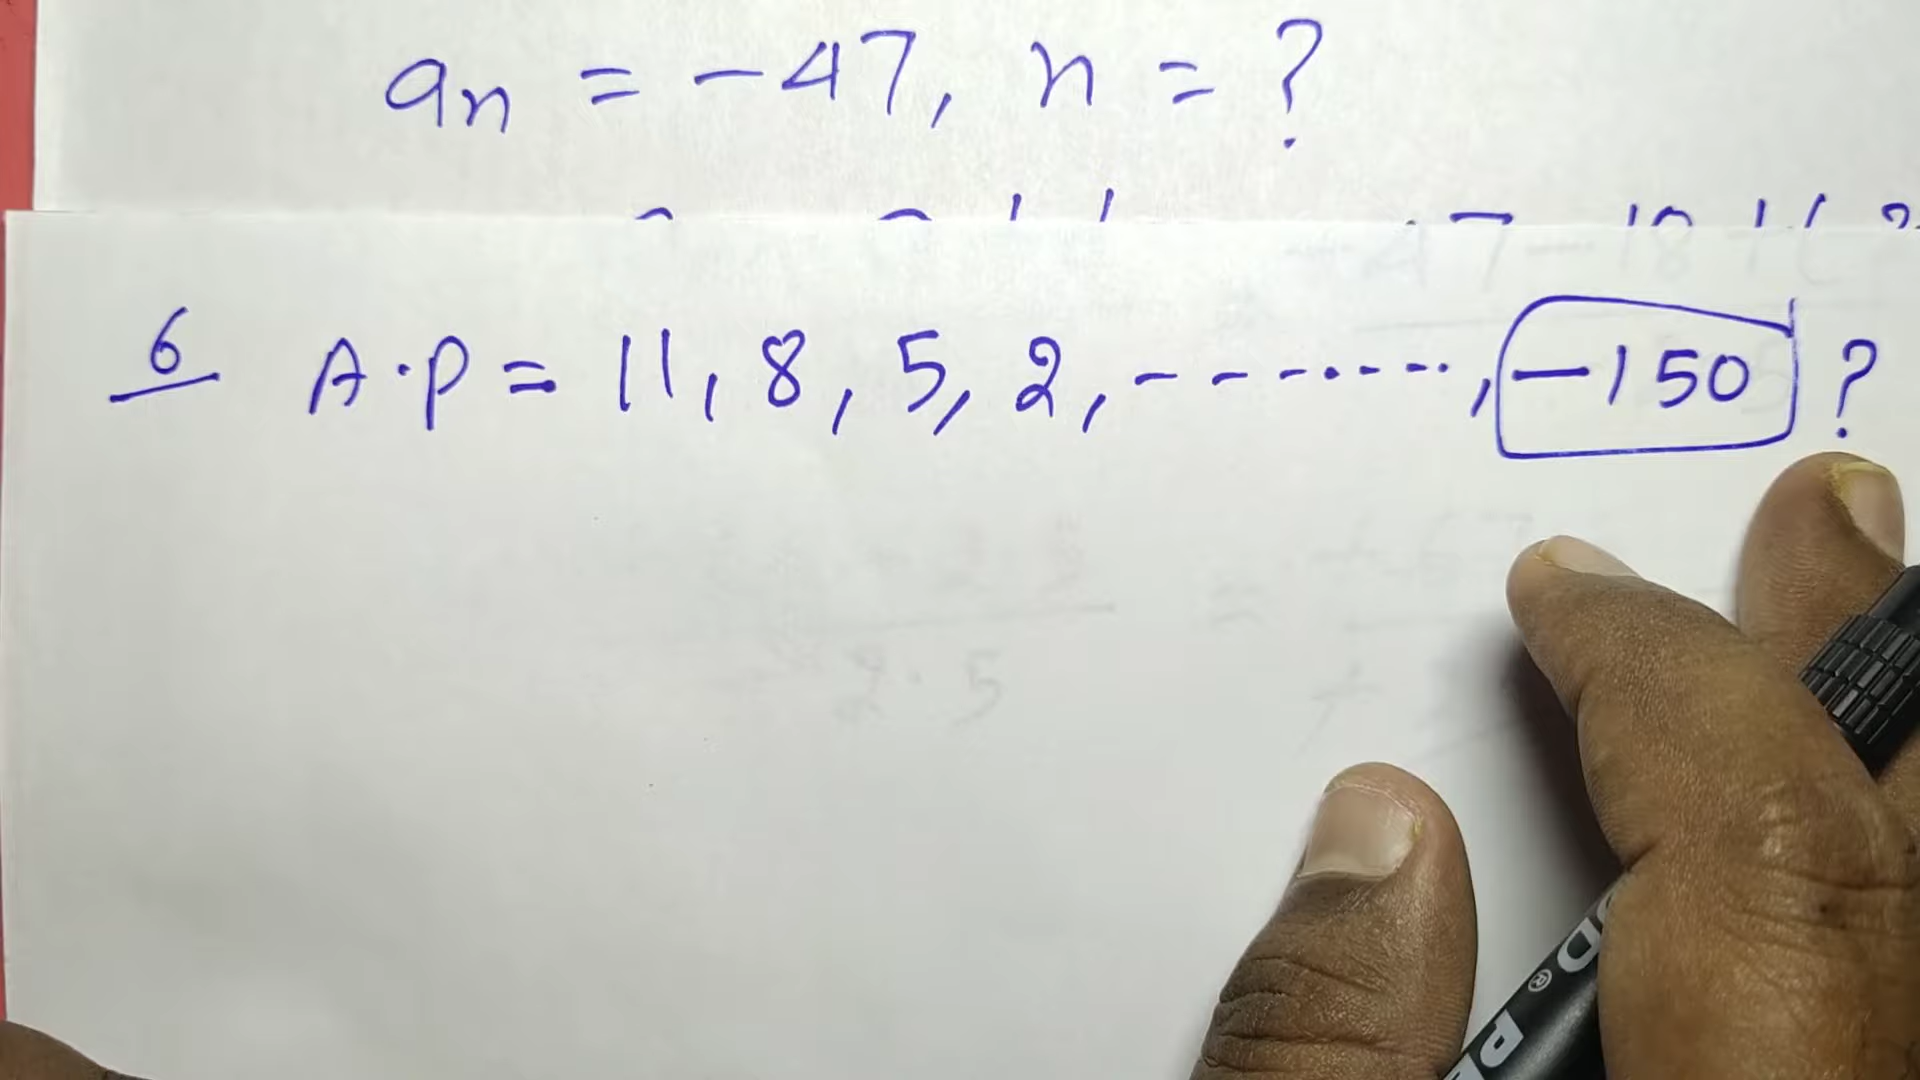 an = -47, n = ?
6 A.P = 11, 8, 5, 2, - - - - - - - -, -150 ?